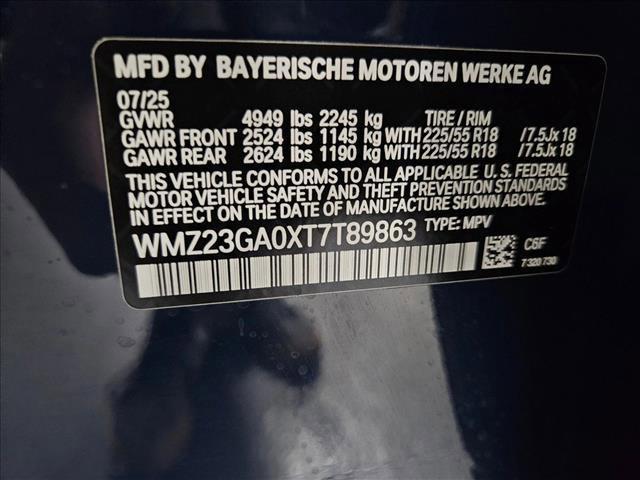 MFD BY BAYERISCHE MOTOREN WERKE AG
07/25
GVWR 4949 lbs 2245 kg TIRE / RIM
GAWR FRONT 2524 lbs 1145 kg WITH 225/55 R18 /7.5Jx18
GAWR REAR 2624 lbs 1190 kg WITH 225/55 R18 /7.5Jx18
THIS VEHICLE CONFORMS TO ALL APPLICABLE U. S. FEDERAL
MOTOR VEHICLE SAFETY AND THEFT PREVENTION STANDARDS
IN EFFECT ON THE DATE OF MANUFACTURE SHOWN ABOVE.
WMZ23GA0XT7T89863 TYPE: MPV
C6F
7 320 730